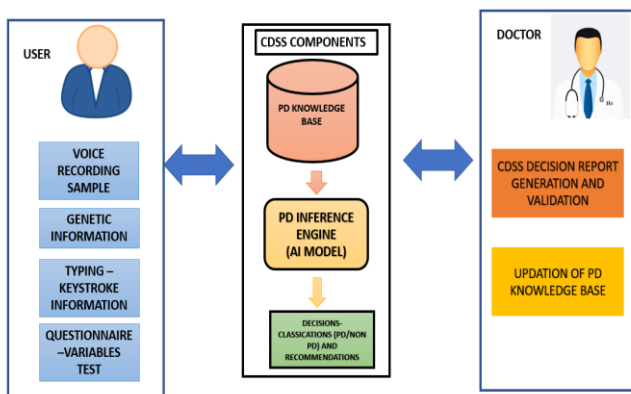 USER
VOICE
RECORDING
SAMPLE
GENETIC
INFORMATION
TYPING –
KEYSTROKE
INFORMATION
QUESTIONNAIRE
–VARIABLES
TEST
CDSS COMPONENTS
PD KNOWLEDGE
BASE
PD INFERENCE
ENGINE
(AI MODEL)
DECISIONS-
CLASSICATIONS (PD/NON
PD) AND
RECOMMENDATIONS
DOCTOR
CDSS DECISION REPORT
GENERATION AND
VALIDATION
UPDATION OF PD
KNOWLEDGE BASE